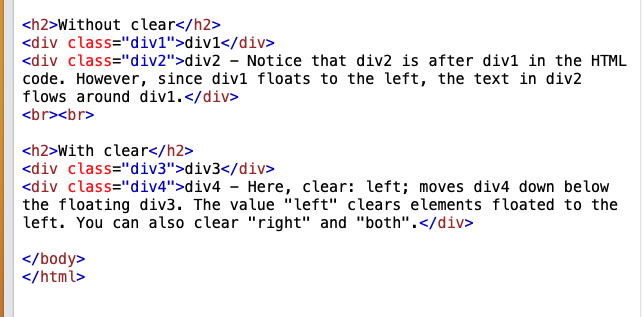 <h2>Without clear</h2>
<div class="div1">div1</div>
<div class="div2">div2 - Notice that div2 is after div1 in the HTML
code. However, since div1 floats to the left, the text in div2
flows around div1.</div>
<br><br>
<h2>With clear</h2>
<div class="div3">div3</div>
<div class="div4">div4 - Here, clear: left; moves div4 down below
the floating div3. The value "left" clears elements floated to the
left. You can also clear "right" and "both".</div>
</body>
</html>